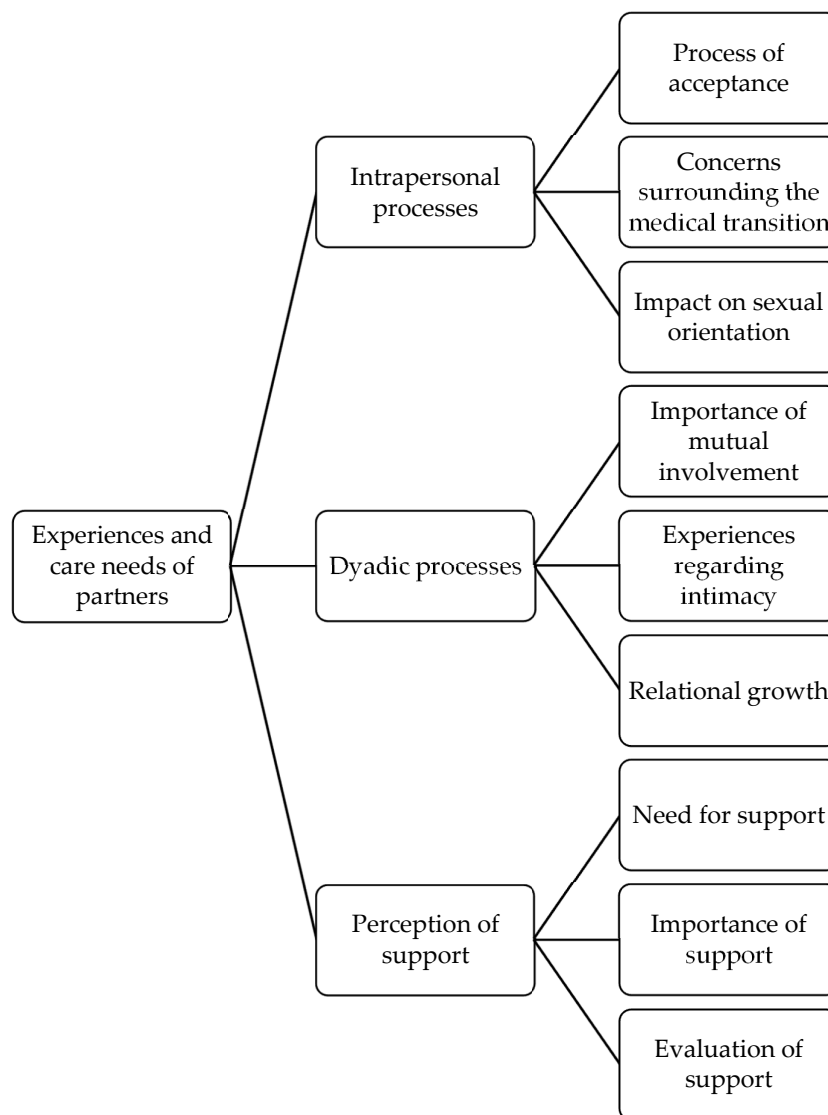 Process of
acceptance
Intrapersonal
processes
Concerns
surrounding the
medical transition
Impact on sexual
orientation
Importance of
mutual
involvement
Experiences and
care needs of
partners
Dyadic processes
Experiences
regarding
intimacy
Relational growth
Need for support
Perception of
support
Importance of
support
Evaluation of
support